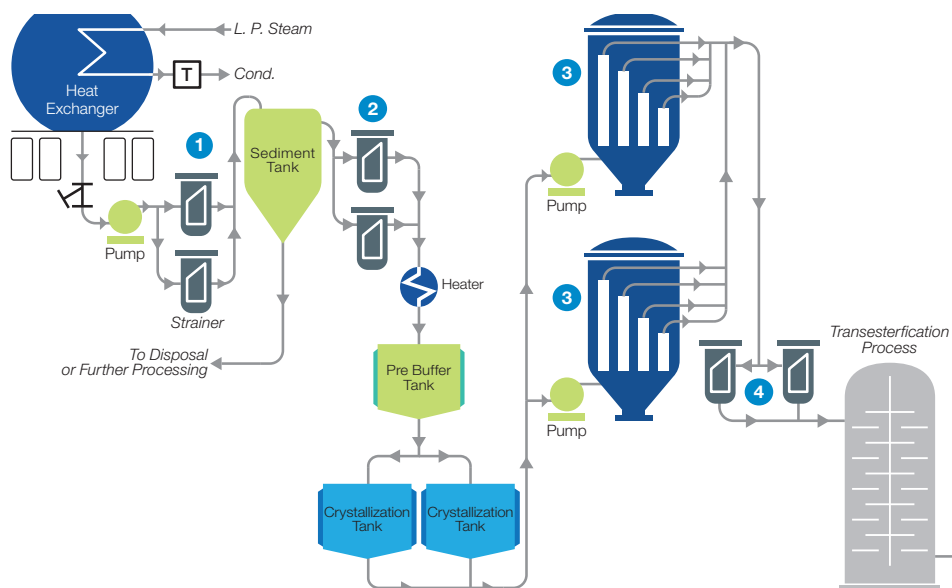 L. P. Steam
T
Cond.
Heat
Exchanger
1
Sediment
Tank
2
Pump
Strainer
Heater
To Disposal
or Further Processing
Pre Buffer
Tank
Crystallization
Tank
Crystallization
Tank
3
Pump
3
Pump
Transesterfication
Process
4